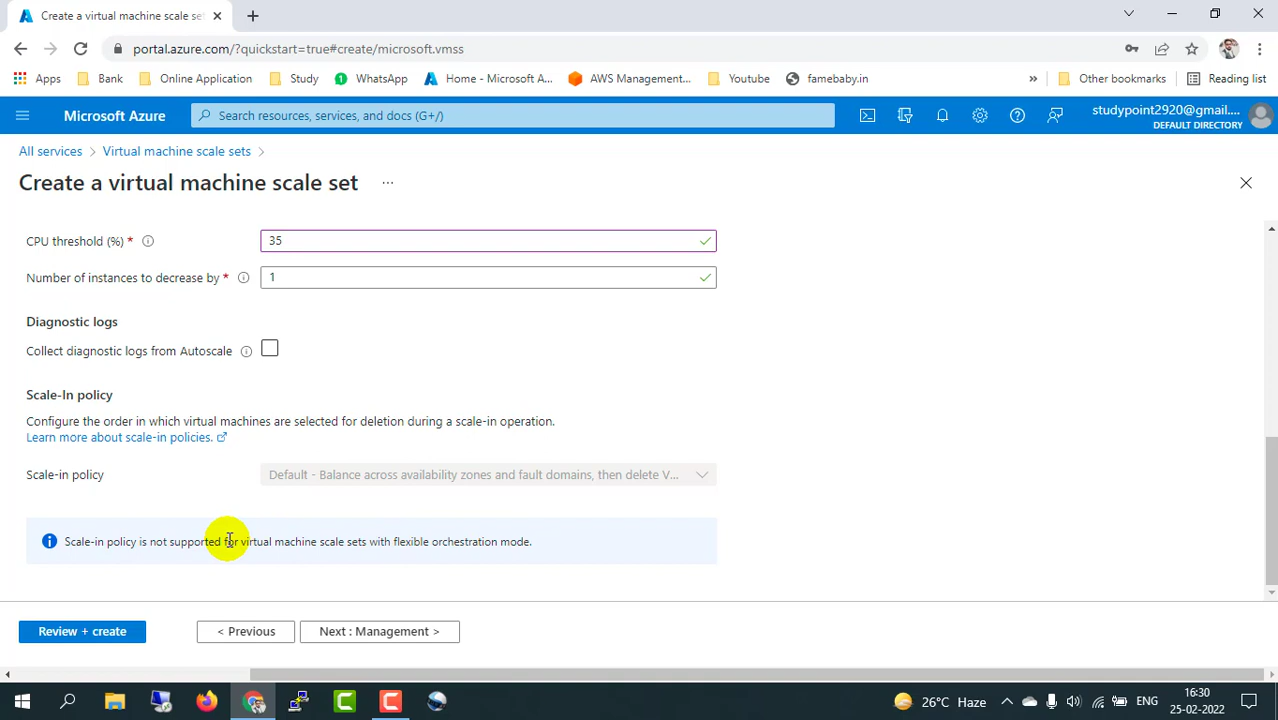 Create a virtual machine scale se
portal.azure.com/?quickstart=true#create/microsoft.vmss
Apps
Bank
Online Application
Study
WhatsApp
Home - Microsoft A...
AWS Management...
Youtube
famebaby.in
»
Other bookmarks
Reading list
Microsoft Azure
Search resources, services, and docs (G+/)
studypoint2920@gmail....
DEFAULT DIRECTORY
All services > Virtual machine scale sets >
Create a virtual machine scale set ...
CPU threshold (%) *
35
Number of instances to decrease by *
1
Diagnostic logs
Collect diagnostic logs from Autoscale
Scale-In policy
Configure the order in which virtual machines are selected for deletion during a scale-in operation.
Learn more about scale-in policies.
Scale-in policy
Default - Balance across availability zones and fault domains, then delete V...
Scale-in policy is not supported for virtual machine scale sets with flexible orchestration mode.
Review + create
< Previous
Next : Management >
26°C Haze
ENG
16:30
25-02-2022